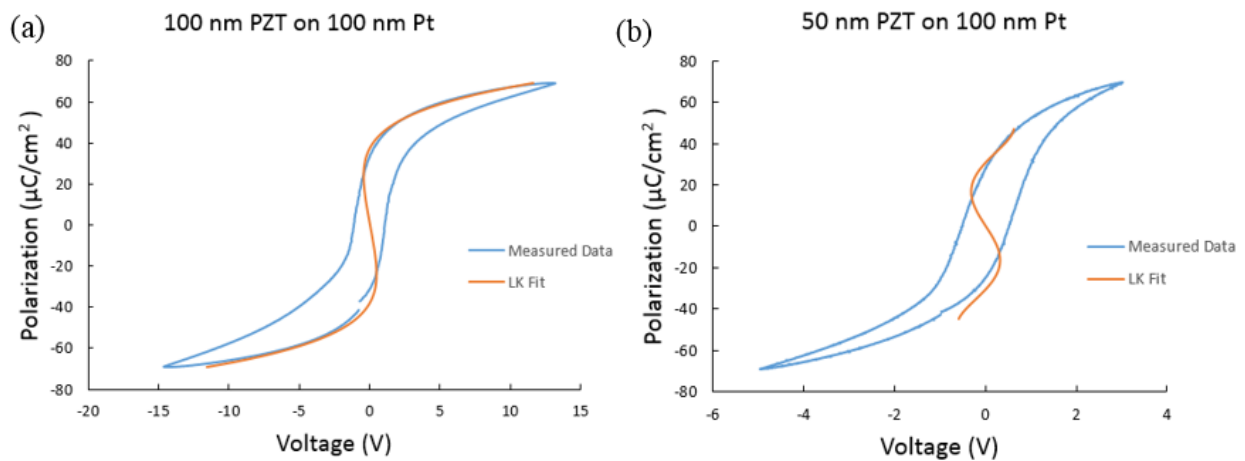 (a)
100 nm PZT on 100 nm Pt
Polarization (µC/cm²)
80
60
40
20
0
-20
-40
-60
-80
-20
-15
-10
-5
0
5
10
15
Voltage (V)
Measured Data
LK Fit
(b)
50 nm PZT on 100 nm Pt
Polarization (µC/cm²)
80
60
40
20
0
-20
-40
-60
-80
-6
-4
-2
0
2
4
Voltage (V)
Measured Data
LK Fit